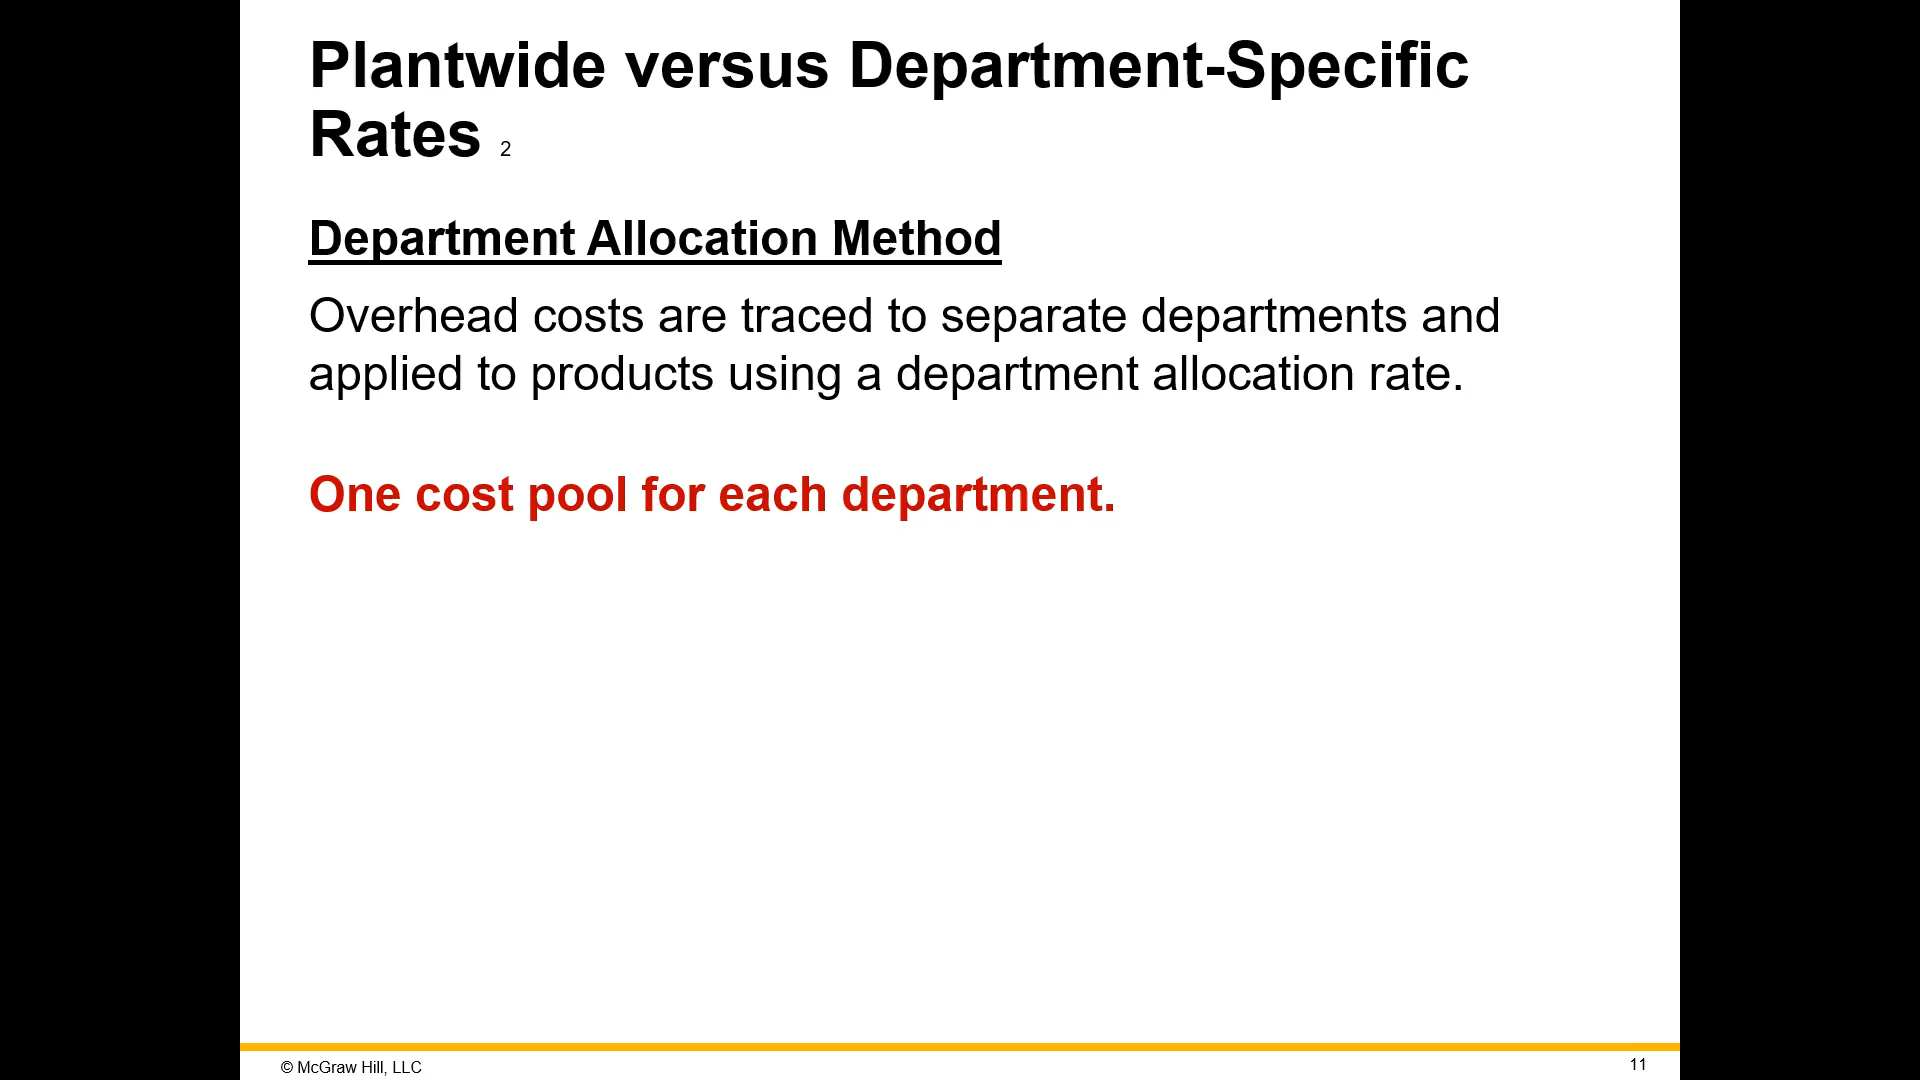 Plantwide versus Department-Specific
Rates 2
Department Allocation Method
Overhead costs are traced to separate departments and
applied to products using a department allocation rate.
One cost pool for each department.
© McGraw Hill, LLC
11